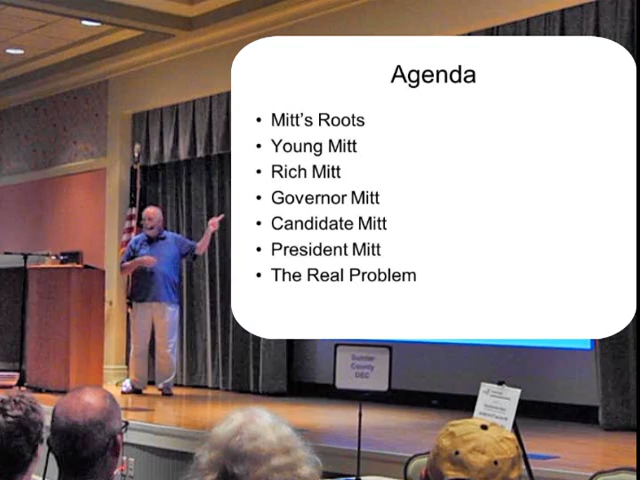 Agenda
• Mitt's Roots
• Young Mitt
• Rich Mitt
• Governor Mitt
• Candidate Mitt
• President Mitt
• The Real Problem
Sumter
County
DEC